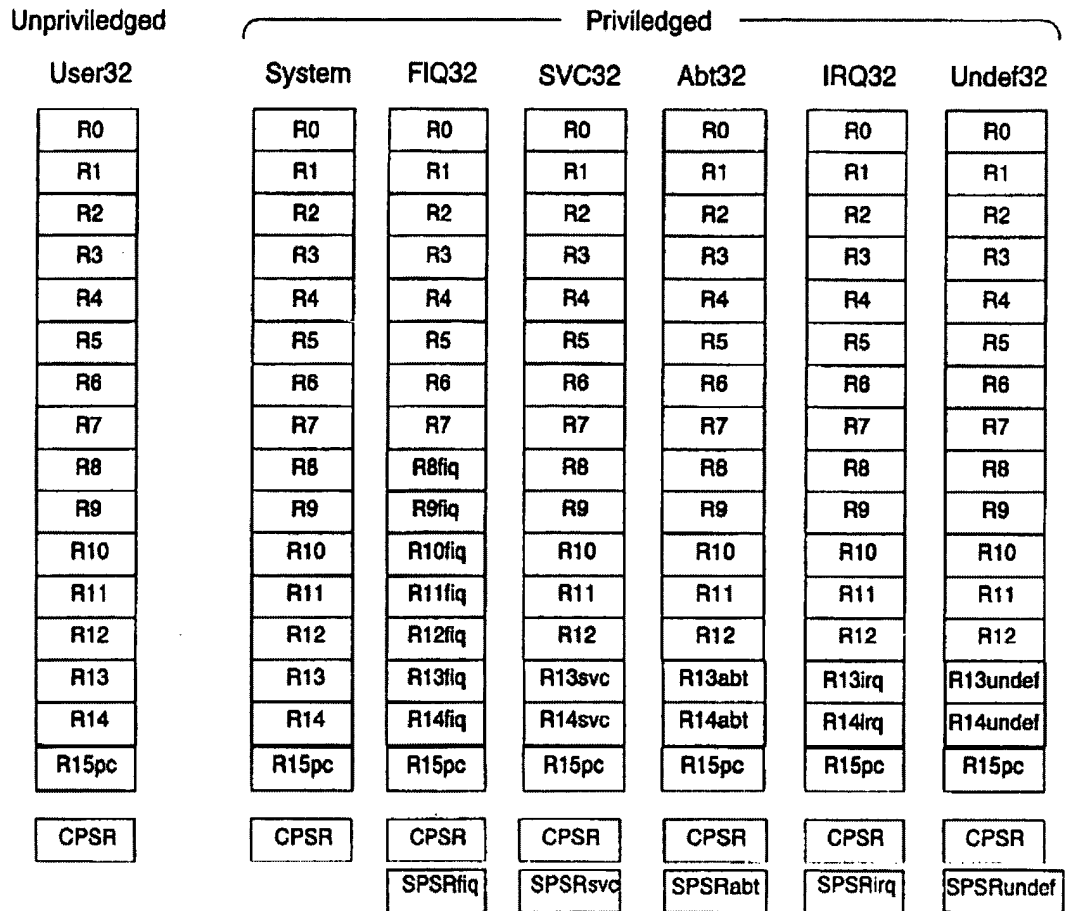 Unpriviledged Priviledged
User32 System FIQ32 SVC32 Abt32 IRQ32 Undef32
R0 R0 R0 R0 R0 R0 R0
R1 R1 R1 R1 R1 R1 R1
R2 R2 R2 R2 R2 R2 R2
R3 R3 R3 R3 R3 R3 R3
R4 R4 R4 R4 R4 R4 R4
R5 R5 R5 R5 R5 R5 R5
R6 R6 R6 R6 R6 R6 R6
R7 R7 R7 R7 R7 R7 R7
R8 R8 R8fiq R8 R8 R8 R8
R9 R9 R9fiq R9 R9 R9 R9
R10 R10 R10fiq R10 R10 R10 R10
R11 R11 R11fiq R11 R11 R11 R11
R12 R12 R12fiq R12 R12 R12 R12
R13 R13 R13fiq R13svc R13abt R13irq R13undef
R14 R14 R14fiq R14svc R14abt R14irq R14undef
R15pc R15pc R15pc R15pc R15pc R15pc R15pc
CPSR CPSR CPSR CPSR CPSR CPSR CPSR
SPSRfiq SPSRsvc SPSRabt SPSRirq SPSRundef